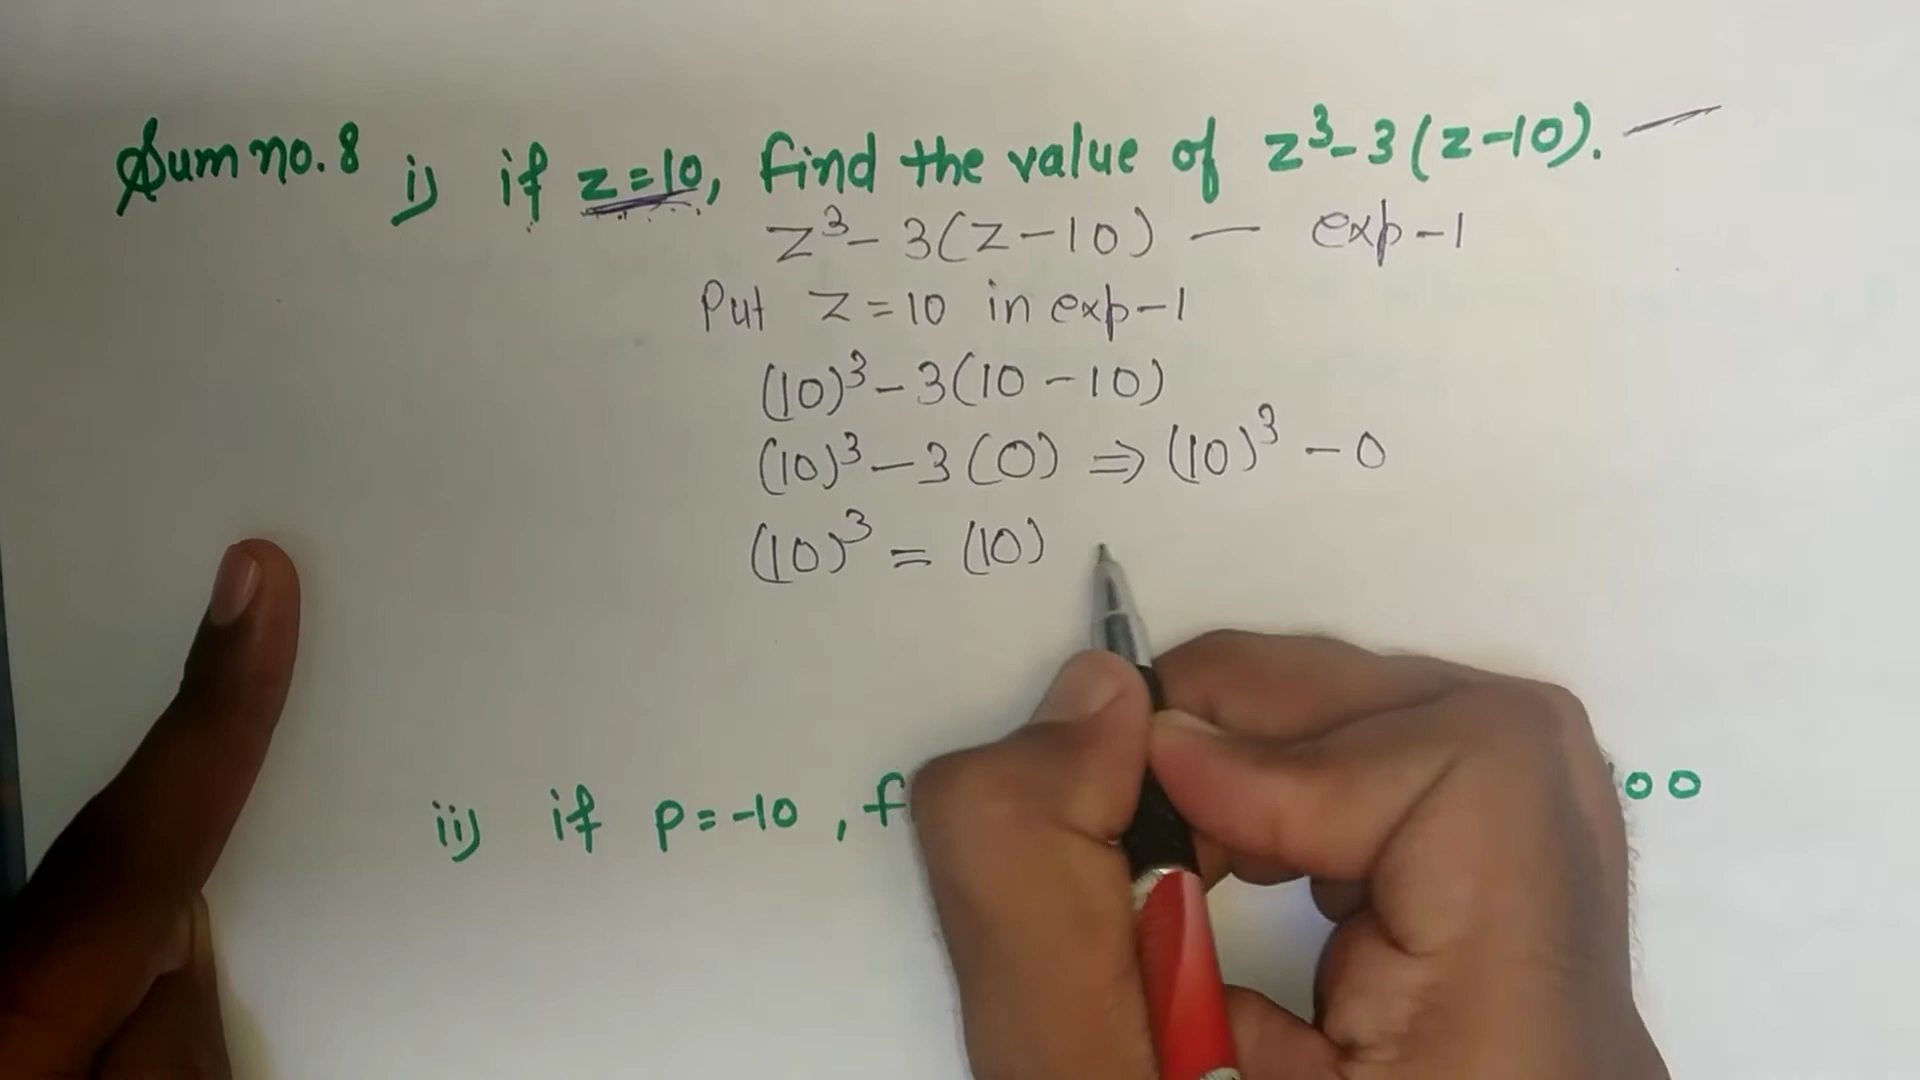 Sum no. 8 i) if z=10, find the value of z³-3(z-10).
z³-3(z-10) — exp-1
Put z=10 in exp-1
(10)³-3(10-10)
(10)³-3(0) ⇒ (10)³-0
(10)³ = (10)
ii) if p=-10, f 00